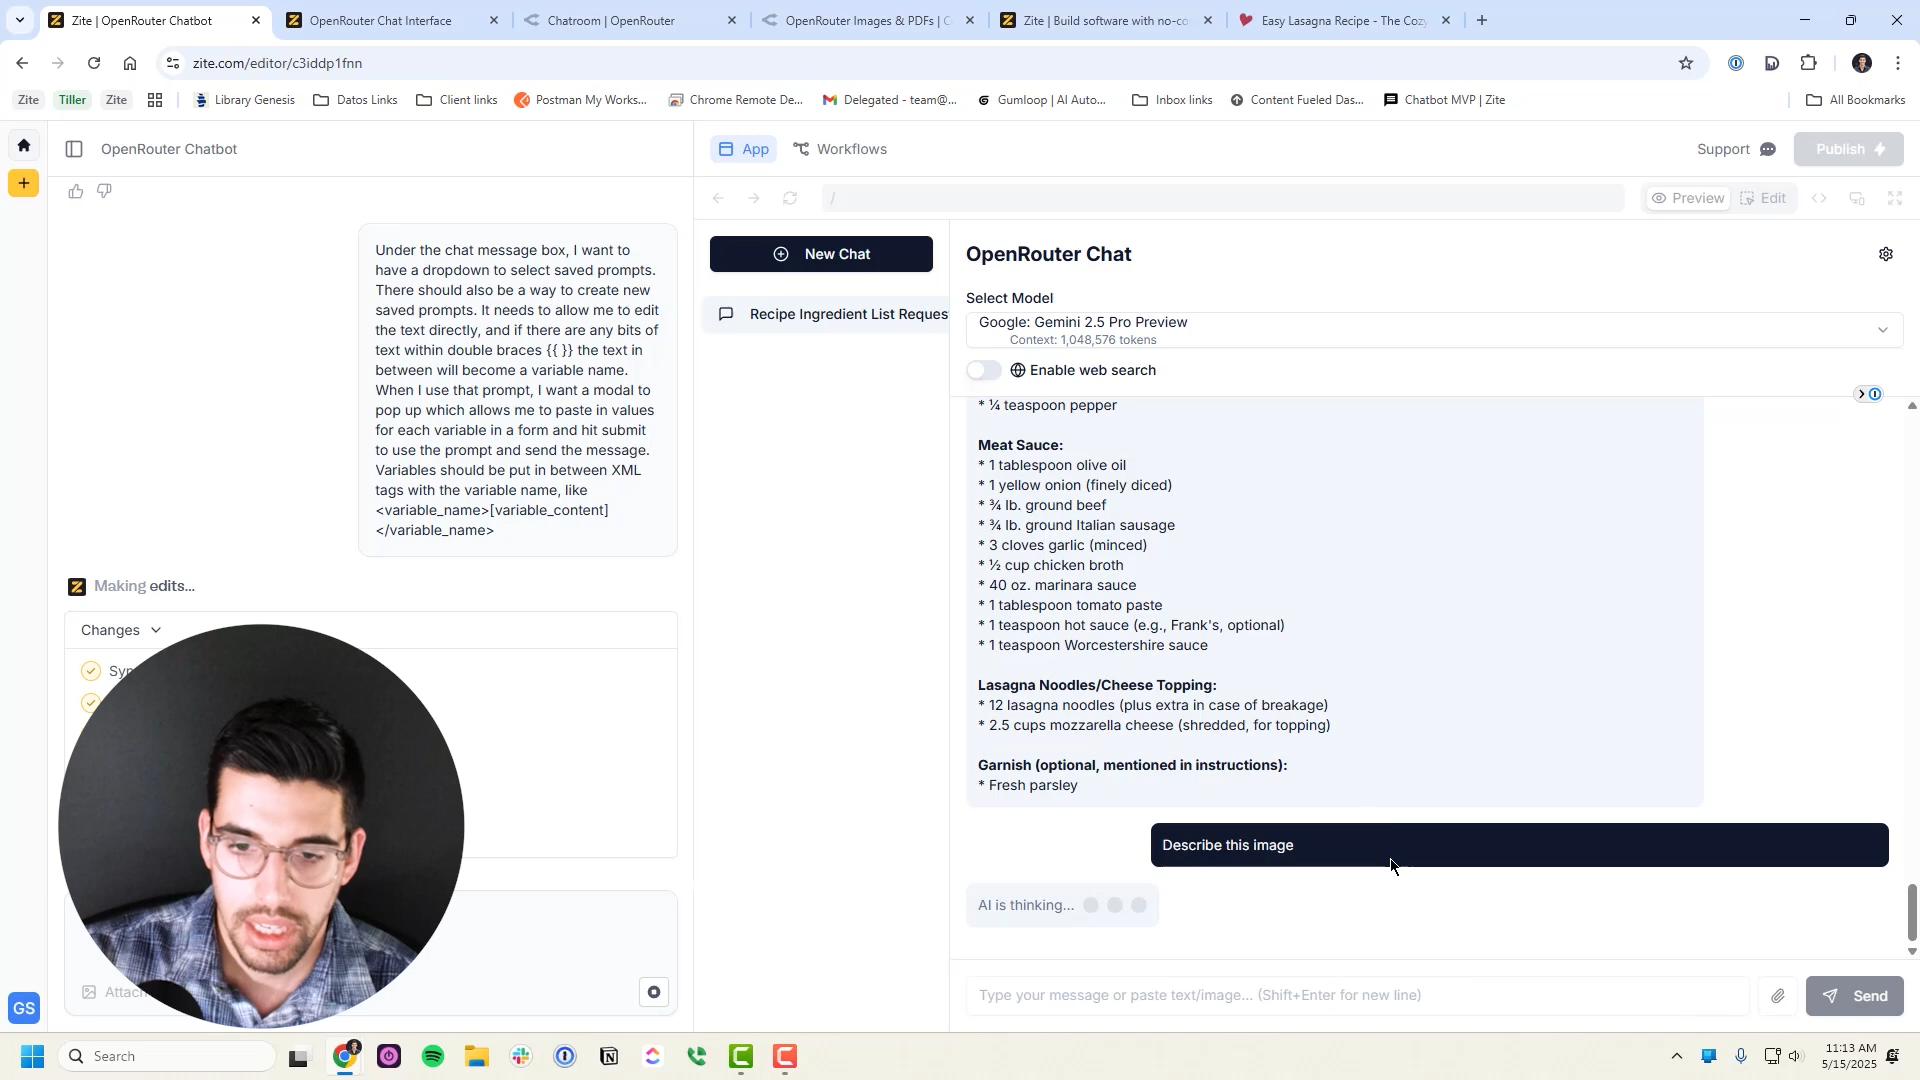 Zite | OpenRouter Chatbot
OpenRouter Chat Interface
Chatroom | OpenRouter
OpenRouter Images & PDFs |
Zite | Build software with no-co
Easy Lasagna Recipe - The Coz
zite.com/editor/c3iddp1fnn
Zite
Tiller
Zite
Library Genesis
Datos Links
Client links
Postman My Works...
Chrome Remote De...
Delegated - team@...
Gumloop | AI Auto...
Inbox links
Content Fueled Das...
Chatbot MVP | Zite
All Bookmarks
OpenRouter Chatbot
App
Workflows
Support
Publish
/
Preview
Edit
Under the chat message box, I want to
have a dropdown to select saved prompts.
There should also be a way to create new
saved prompts. It needs to allow me to edit
the text directly, and if there are any bits of
text within double braces {{ }} the text in
between will become a variable name.
When I use that prompt, I want a modal to
pop up which allows me to paste in values
for each variable in a form and hit submit
to use the prompt and send the message.
Variables should be put in between XML
tags with the variable name, like
<variable_name>[variable_content]
</variable_name>
Making edits...
Changes
GS
New Chat
Recipe Ingredient List Reques
OpenRouter Chat
Select Model
Google: Gemini 2.5 Pro Preview
Context: 1,048,576 tokens
Enable web search
* ¼ teaspoon pepper
Meat Sauce:
* 1 tablespoon olive oil
* 1 yellow onion (finely diced)
* ¾ lb. ground beef
* ¾ lb. ground Italian sausage
* 3 cloves garlic (minced)
* ½ cup chicken broth
* 40 oz. marinara sauce
* 1 tablespoon tomato paste
* 1 teaspoon hot sauce (e.g., Frank's, optional)
* 1 teaspoon Worcestershire sauce
Lasagna Noodles/Cheese Topping:
* 12 lasagna noodles (plus extra in case of breakage)
* 2.5 cups mozzarella cheese (shredded, for topping)
Garnish (optional, mentioned in instructions):
* Fresh parsley
Describe this image
AI is thinking...
Type your message or paste text/image... (Shift+Enter for new line)
Send
Search
11:13 AM
5/15/2025